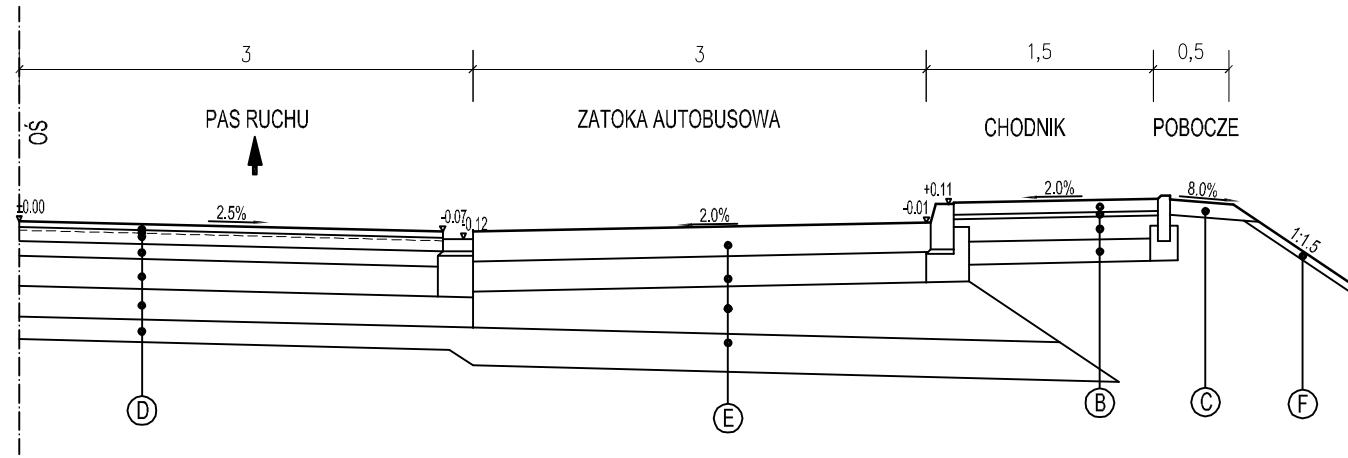 3
3
1,5
0,5
OŚ
PAS RUCHU
ZATOKA AUTOBUSOWA
CHODNIK
POBOCZE
±0.00
2.5%
-0.07
-0.12
2.0%
-0.01
+0.11
2.0%
8.0%
1:1.5
D
E
B
C
F